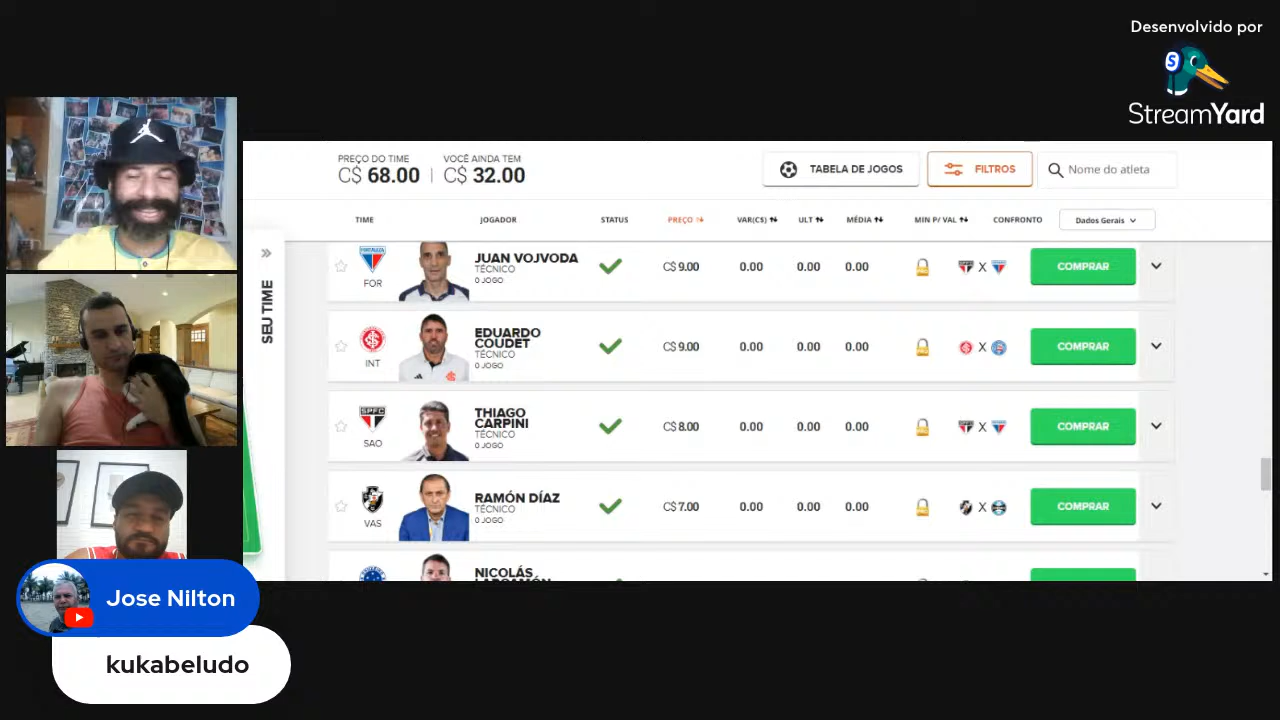 Desenvolvido por
S
StreamYard
PREÇO DO TIME
C$ 68.00
VOCÊ AINDA TEM
C$ 32.00
TABELA DE JOGOS
FILTROS
Nome do atleta
TIME
JOGADOR
STATUS
PREÇO
VAR(C$)
ULT
MÉDIA
MIN P/ VAL
CONFRONTO
Dados Gerais
SEU TIME
FORTALEZA
FOR
JUAN VOJVODA
TÉCNICO
0 JOGO
C$ 9.00
0.00
0.00
0.00
X
COMPRAR
INT
EDUARDO
COUDET
TÉCNICO
0 JOGO
C$ 9.00
0.00
0.00
0.00
X
COMPRAR
SPFC
SAO
THIAGO
CARPINI
TÉCNICO
0 JOGO
C$ 8.00
0.00
0.00
0.00
X
COMPRAR
VAS
RAMÓN DÍAZ
TÉCNICO
0 JOGO
C$ 7.00
0.00
0.00
0.00
X
COMPRAR
NICOLÁS
Jose Nilton
kukabeludo